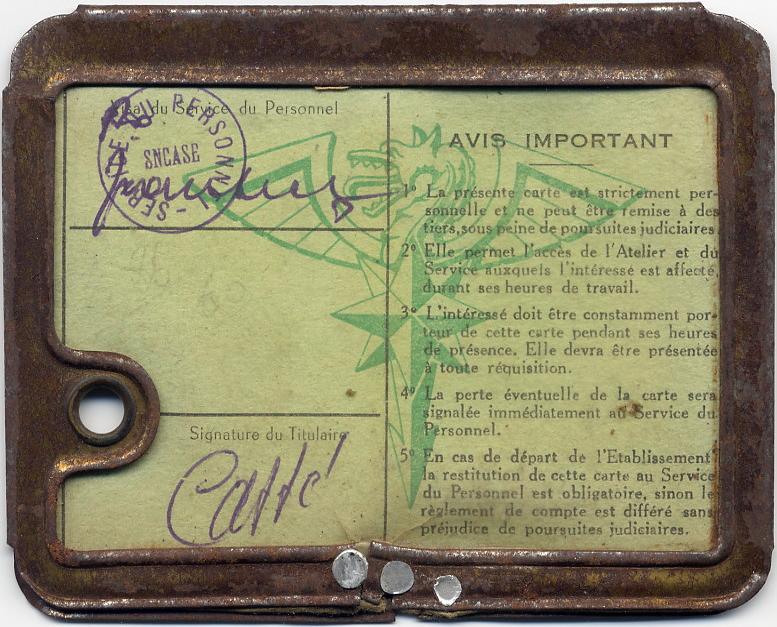 Visa du Service du Personnel
SERVICE DU PERSONNEL
SNCASE
Signature du Titulaire
AVIS IMPORTANT
1° La présente carte est strictement per-
sonnelle et ne peut être remise à des
tiers, sous peine de poursuites judiciaires
2° Elle permet l'accès de l'Atelier et du
Service auxquels l'intéressé est affecté,
durant ses heures de travail.
3° L'intéressé doit être constamment por-
teur de cette carte pendant ses heures
de présence. Elle devra être présentée
à toute réquisition.
4° La perte éventuelle de la carte sera
signalée immédiatement au Service du
Personnel.
5° En cas de départ de l'Etablissement
la restitution de cette carte au Service
du Personnel est obligatoire, sinon le
règlement de compte est différé sans
préjudice de poursuites judiciaires.